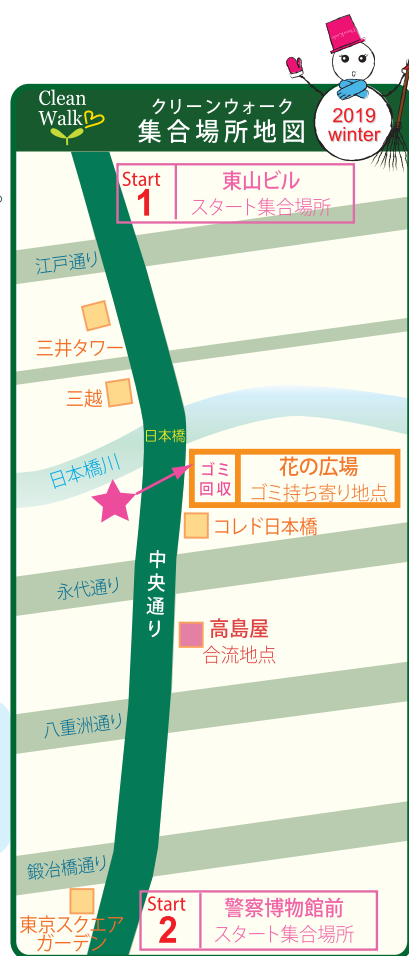 Clean
Walk
クリーンウォーク
集合場所地図
2019
winter
Start
1
東山ビル
スタート集合場所
江戸通り
三井タワー
三越
日本橋
日本橋川
ゴミ
回収
花の広場
ゴミ持ち寄り地点
コレド日本橋
中央通り
永代通り
高島屋
合流地点
八重洲通り
鍛冶橋通り
東京スクエア
ガーデン
Start
2
警察博物館前
スタート集合場所